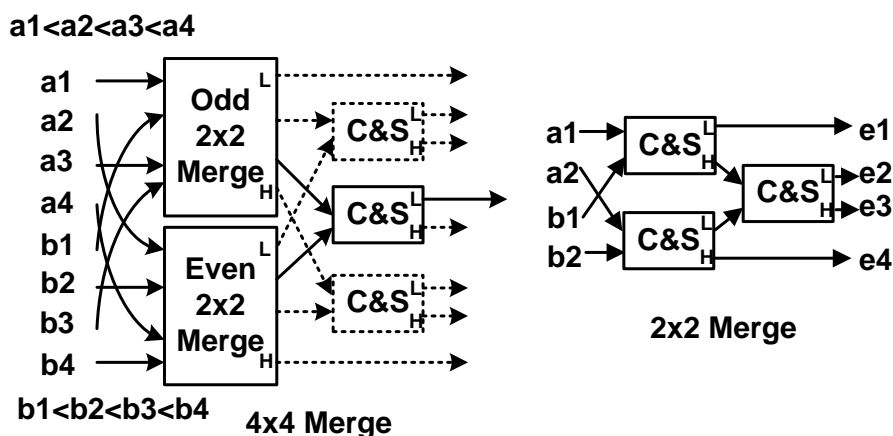 a1<a2<a3<a4
a1
a2
a3
a4
b1
b2
b3
b4
Odd
2x2
Merge
L
H
Even
2x2
Merge
L
H
C&S
L
H
C&S
L
H
C&S
L
H
b1<b2<b3<b4
4x4 Merge
a1
a2
b1
b2
C&S
L
H
C&S
L
H
C&S
L
H
e1
e2
e3
e4
2x2 Merge